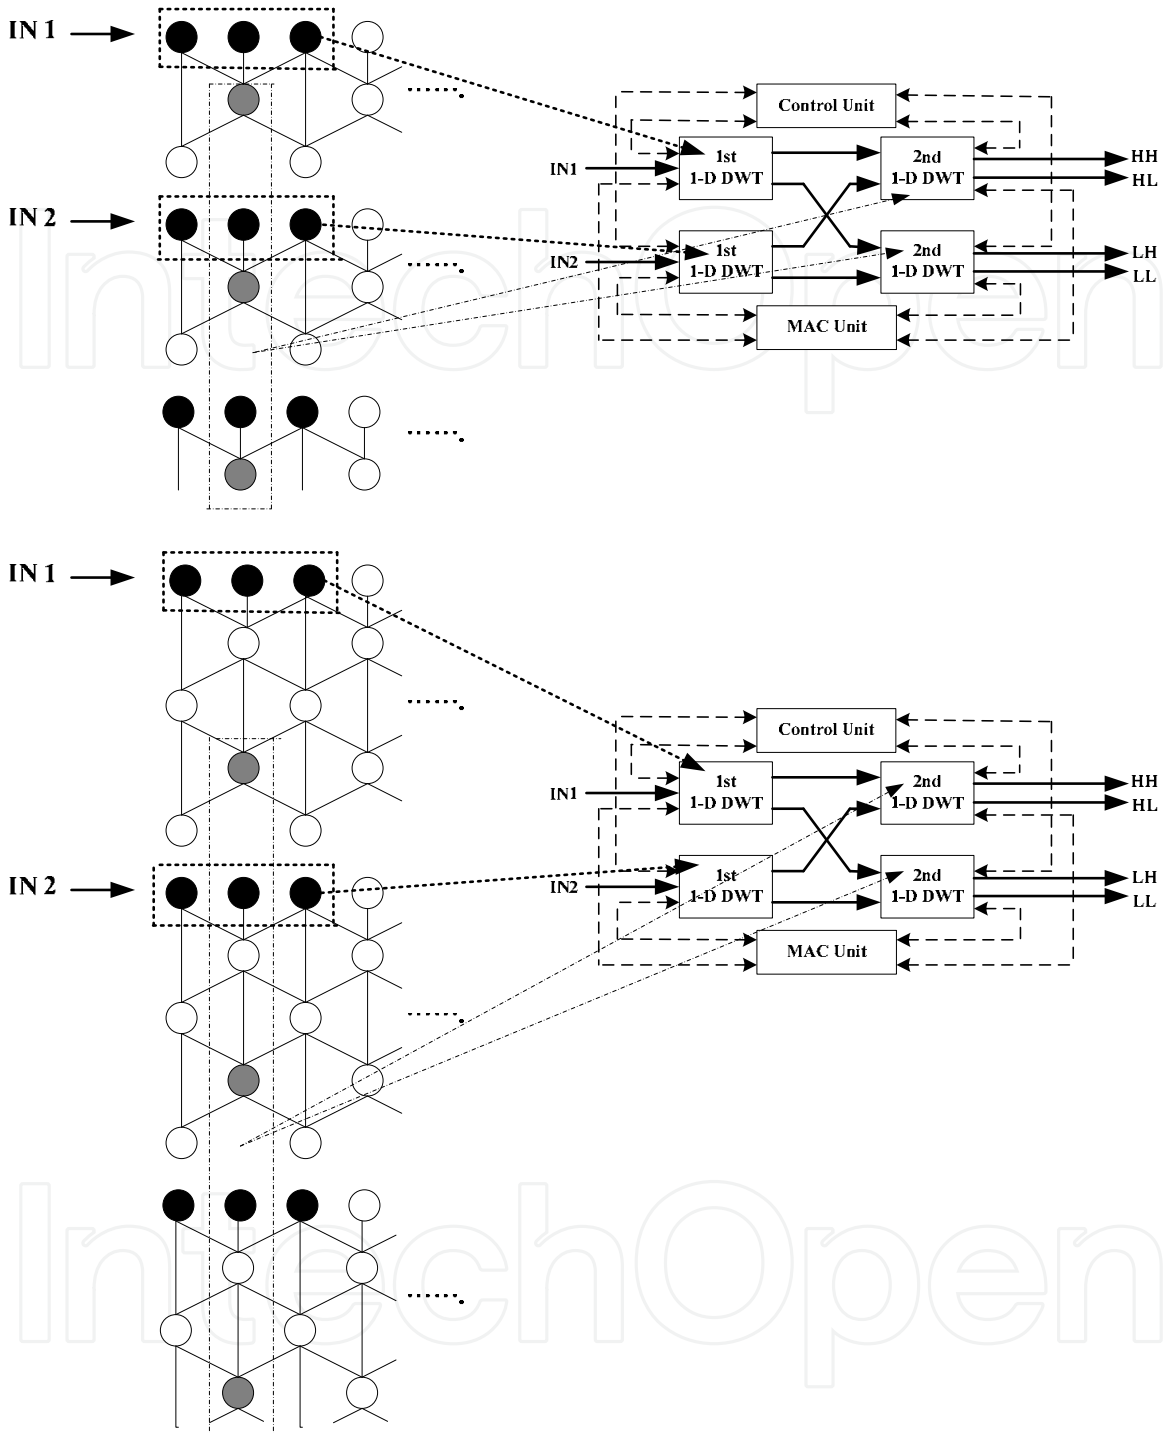 IN 1
Control Unit
IN1
1st
1-D DWT
2nd
1-D DWT
HH
HL
IN 2
IN2
1st
1-D DWT
2nd
1-D DWT
LH
LL
MAC Unit
IntechOpen
IN 1
Control Unit
IN1
1st
1-D DWT
2nd
1-D DWT
HH
HL
IN 2
IN2
1st
1-D DWT
2nd
1-D DWT
LH
LL
MAC Unit
IntechOpen